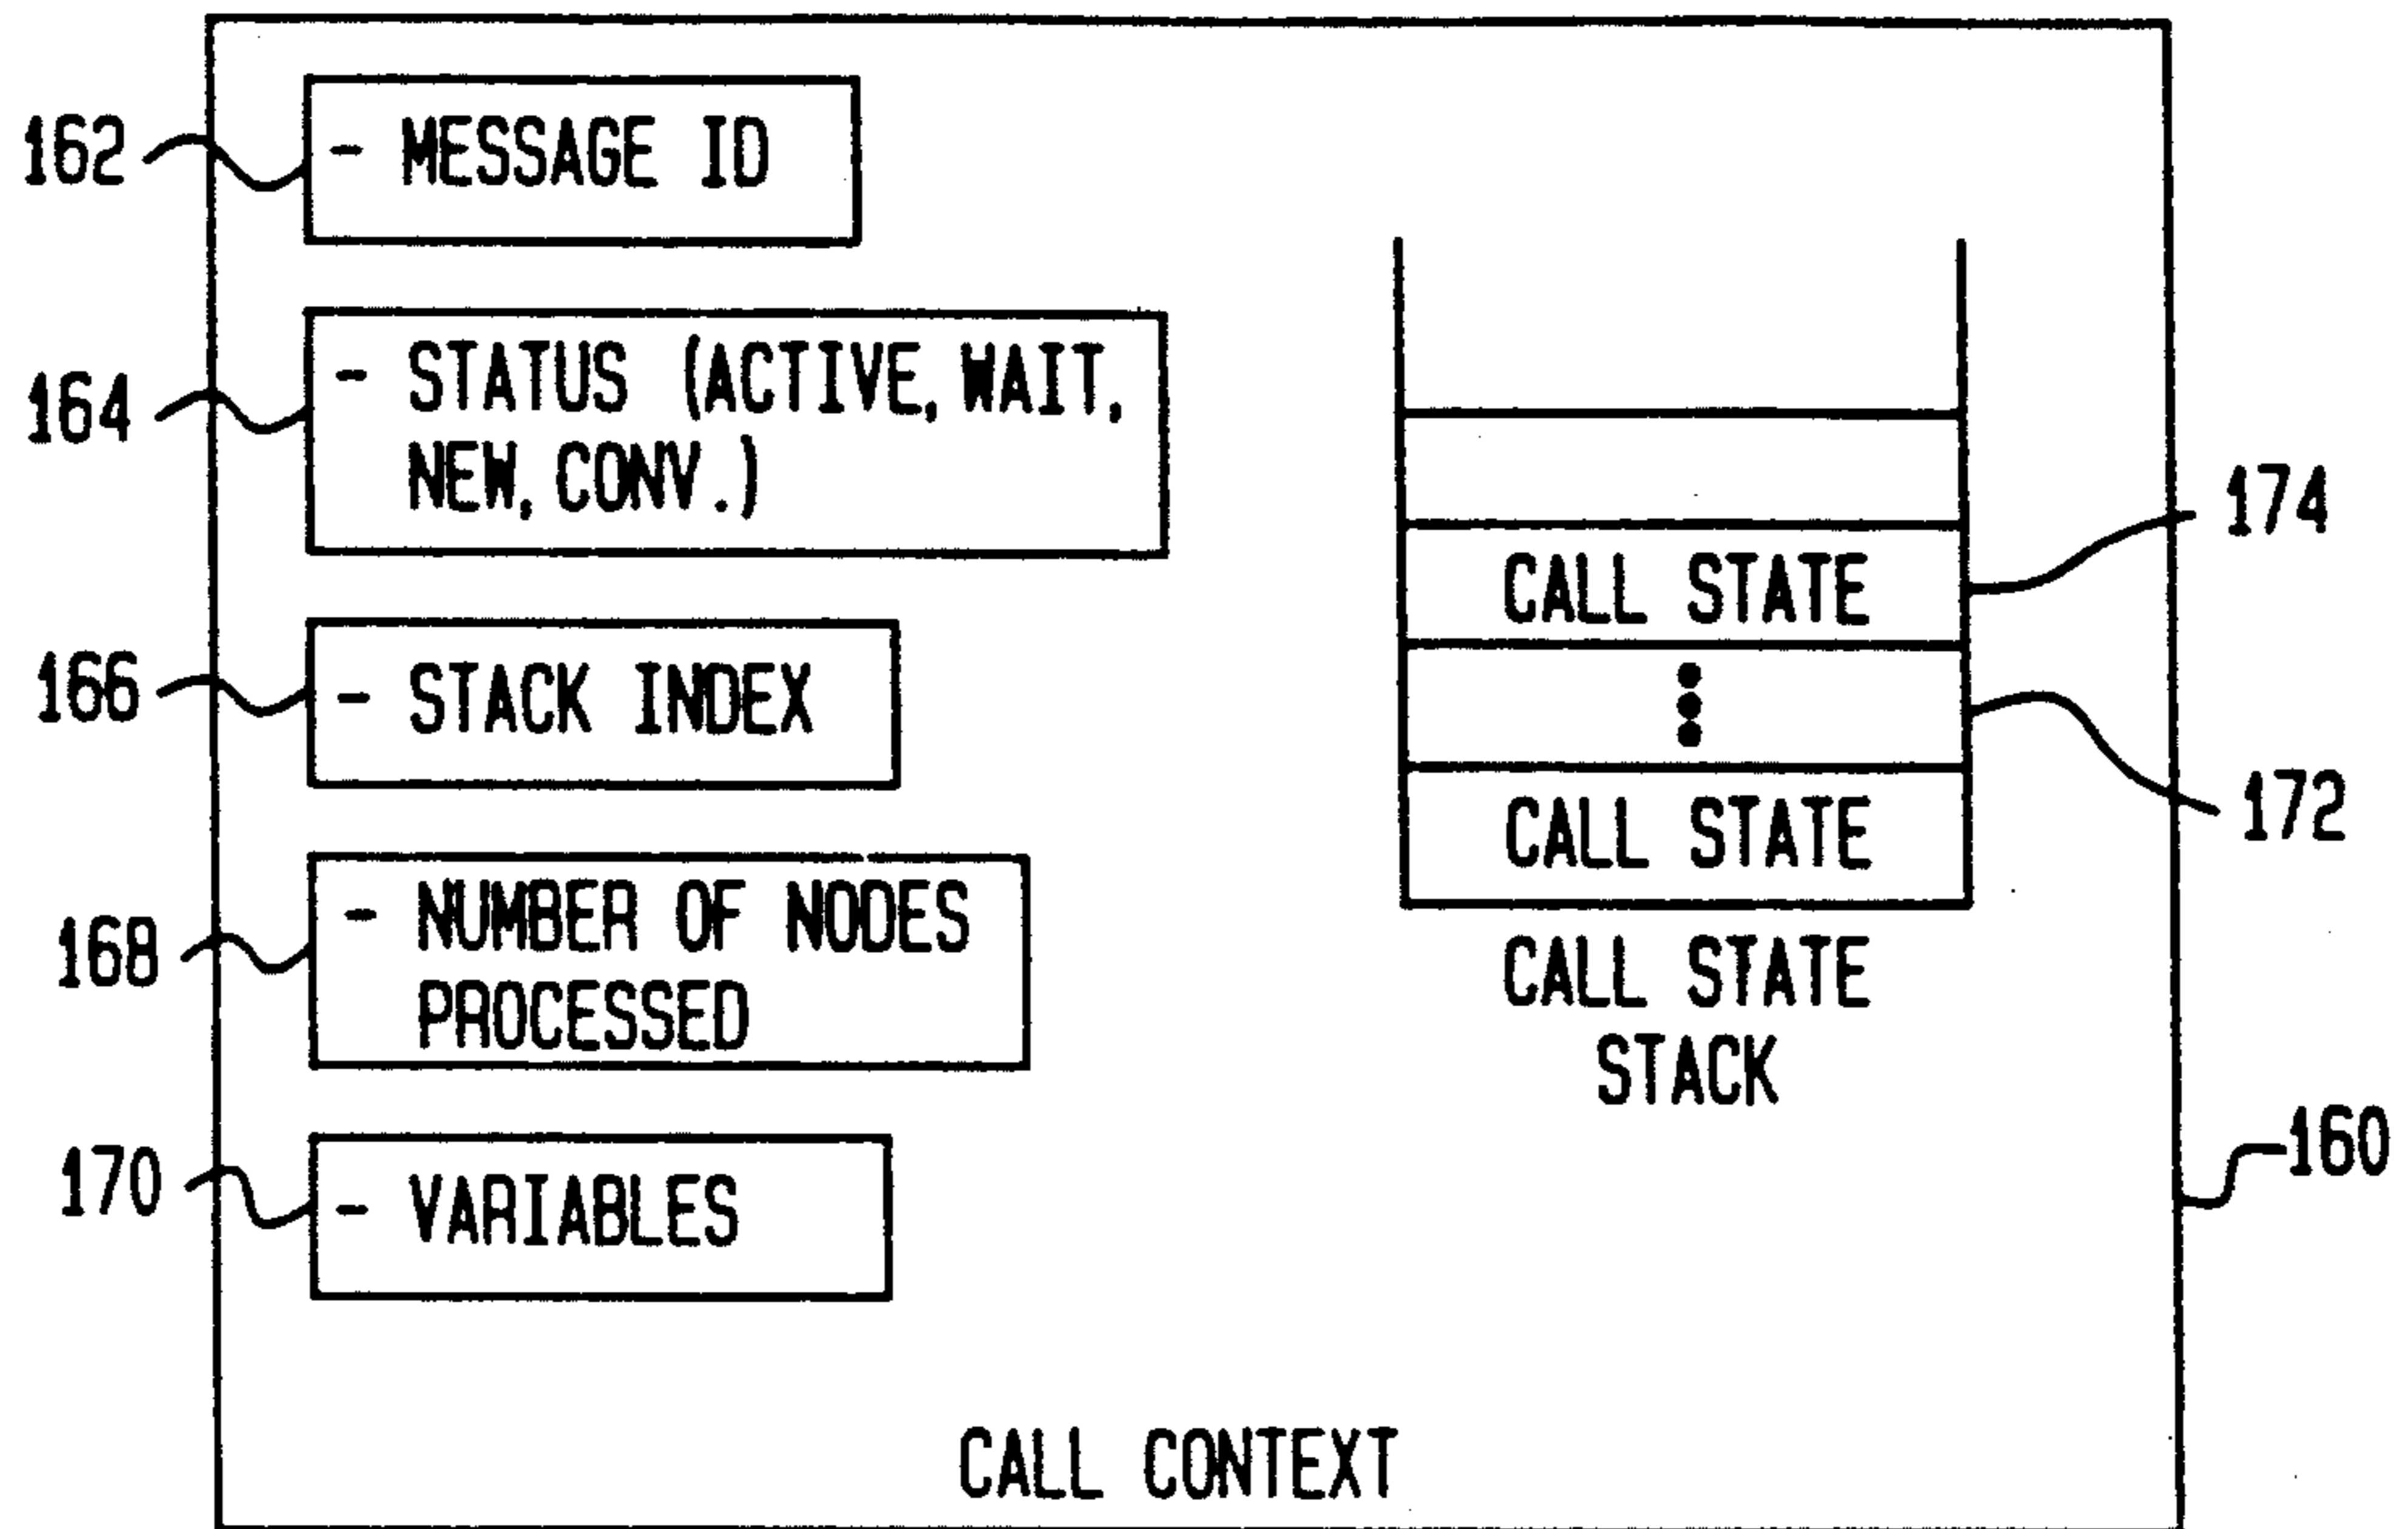 162
- MESSAGE ID
164
- STATUS (ACTIVE, WAIT,
NEW, CONV.)
166
- STACK INDEX
168
- NUMBER OF NODES
PROCESSED
170
- VARIABLES
CALL STATE
174
172
CALL STATE
CALL STATE
STACK
160
CALL CONTEXT